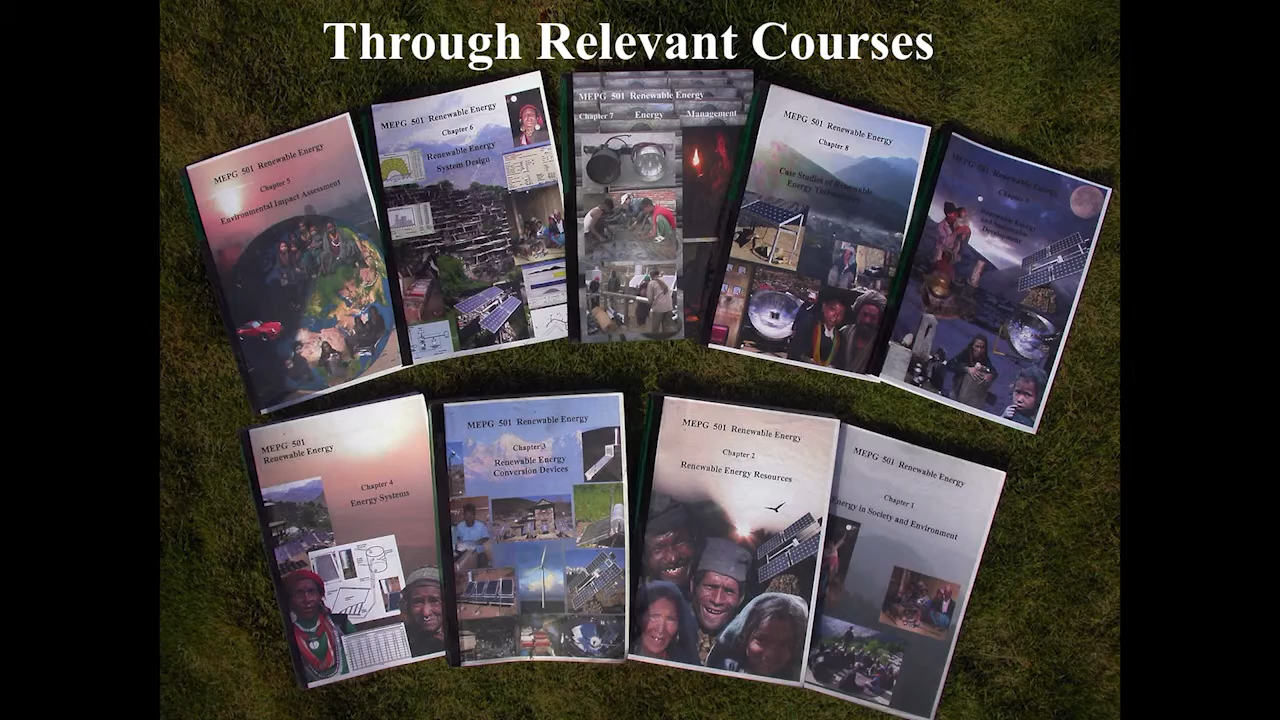 Through Relevant Courses
MEPG 501 Renewable Energy
Chapter 5
Environmental Impact Assessment
MEPG 501 Renewable Energy
Chapter 6
Renewable Energy
System Design
MEPG 501 Renewable Energy
Chapter 7 Energy Management
MEPG 501 Renewable Energy
Chapter 8
Case Studies of Renewable
Energy Technologies
MEPG 501 Renewable Energy
Chapter 9
Renewable Energy
MEPG 501
Renewable Energy
Chapter 4
Energy Systems
MEPG 501 Renewable Energy
Chapter 3
Renewable Energy
Conversion Devices
MEPG 501 Renewable Energy
Chapter 2
Renewable Energy Resources
MEPG 501 Renewable Energy
Chapter 1
Energy in Society and Environment